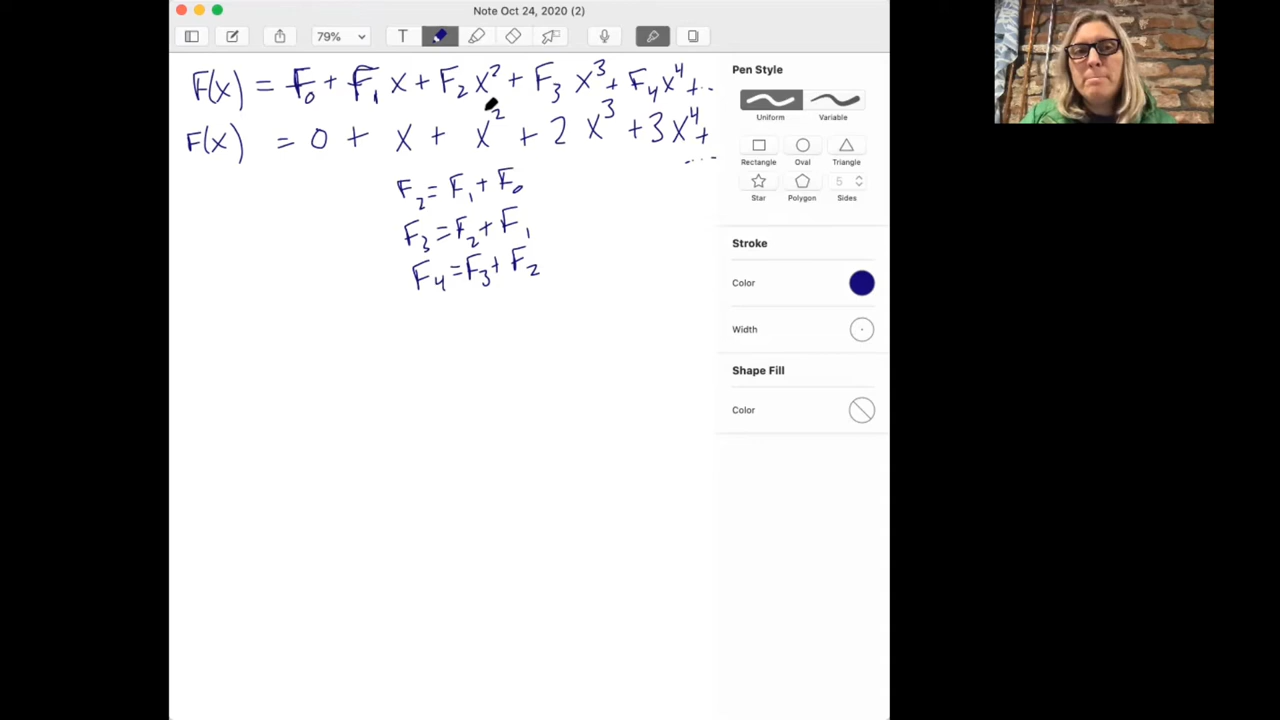 Note Oct 24, 2020 (2)
79%
T
F(x) = F₀ + F₁ x + F₂ x² + F₃ x³ + F₄ x⁴ + ...
F(x) = 0 + x + x² + 2 x³ + 3 x⁴ + ...
F₂ = F₁ + F₀
F₃ = F₂ + F₁
F₄ = F₃ + F₂
Pen Style
Uniform Variable
Rectangle Oval Triangle
5
Star Polygon Sides
Stroke
Color
Width
Shape Fill
Color